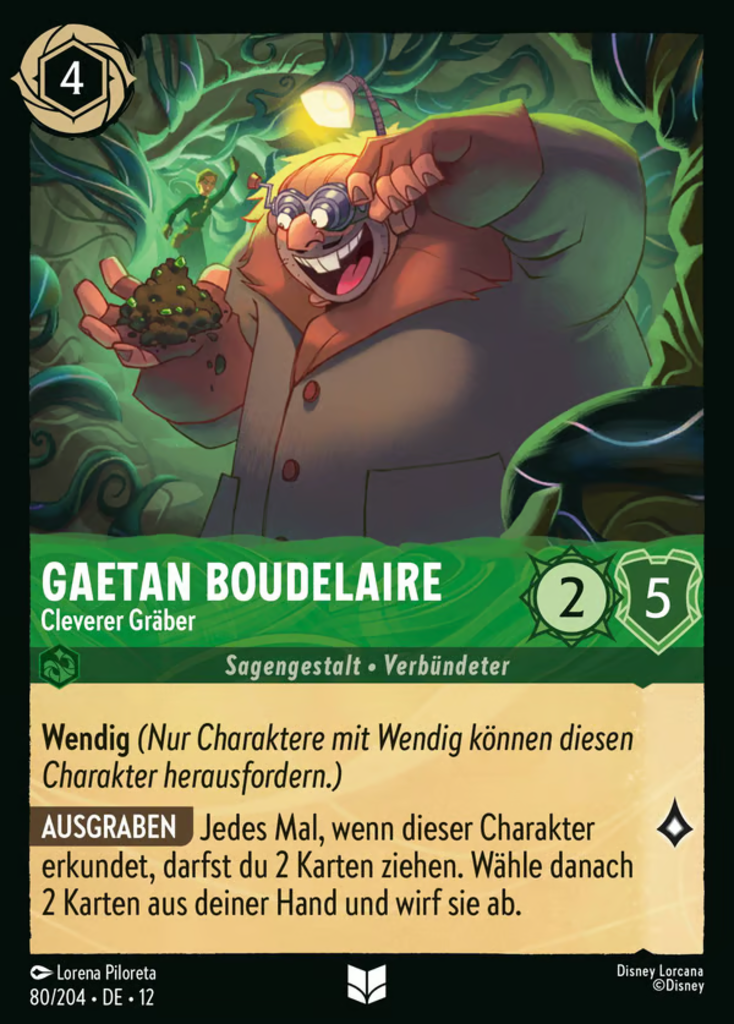 4
GAETAN BOUDELAIRE
Cleverer Gräber
2
5
Sagengestalt • Verbündeter
Wendig (Nur Charaktere mit Wendig können diesen
Charakter herausfordern.)
AUSGRABEN Jedes Mal, wenn dieser Charakter
erkundet, darfst du 2 Karten ziehen. Wähle danach
2 Karten aus deiner Hand und wirf sie ab.
Lorena Piloreta
80/204 • DE • 12
Disney Lorcana
©Disney